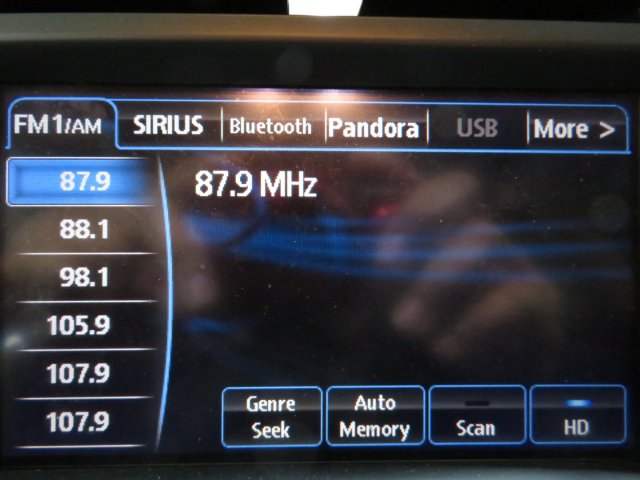 FM1/AM SIRIUS Bluetooth Pandora USB More >
87.9 87.9 MHz
88.1
98.1
105.9
107.9
107.9
Genre Seek
Auto Memory
Scan
HD